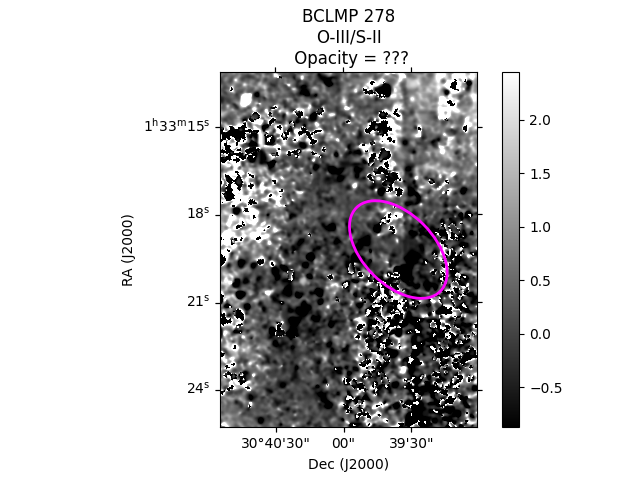 BCLMP 278
O-III/S-II
Opacity = ???
1ʰ33ᵐ15ˢ
18ˢ
21ˢ
24ˢ
RA (J2000)
30°40'30"
00"
39'30"
Dec (J2000)
2.0
1.5
1.0
0.5
0.0
−0.5